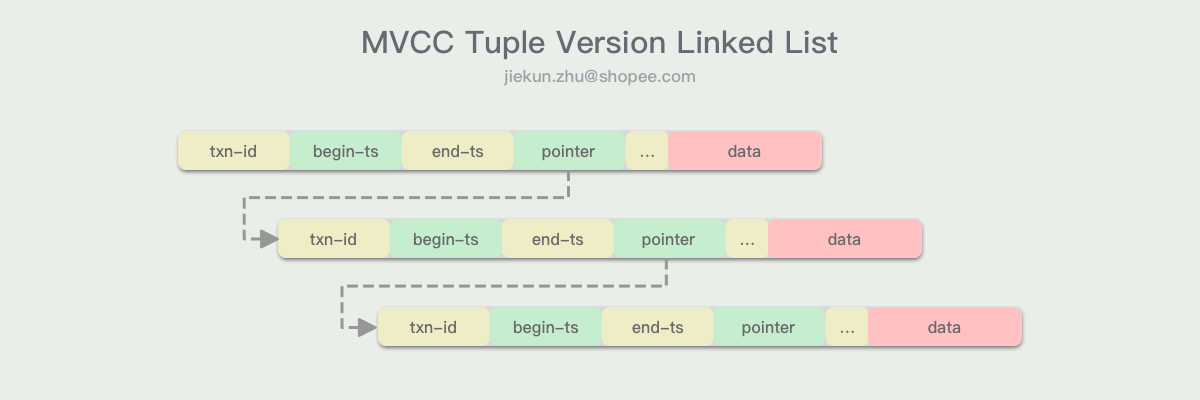 MVCC Tuple Version Linked List
jiekun.zhu@shopee.com
txn-id begin-ts end-ts pointer ... data
txn-id begin-ts end-ts pointer ... data
txn-id begin-ts end-ts pointer ... data